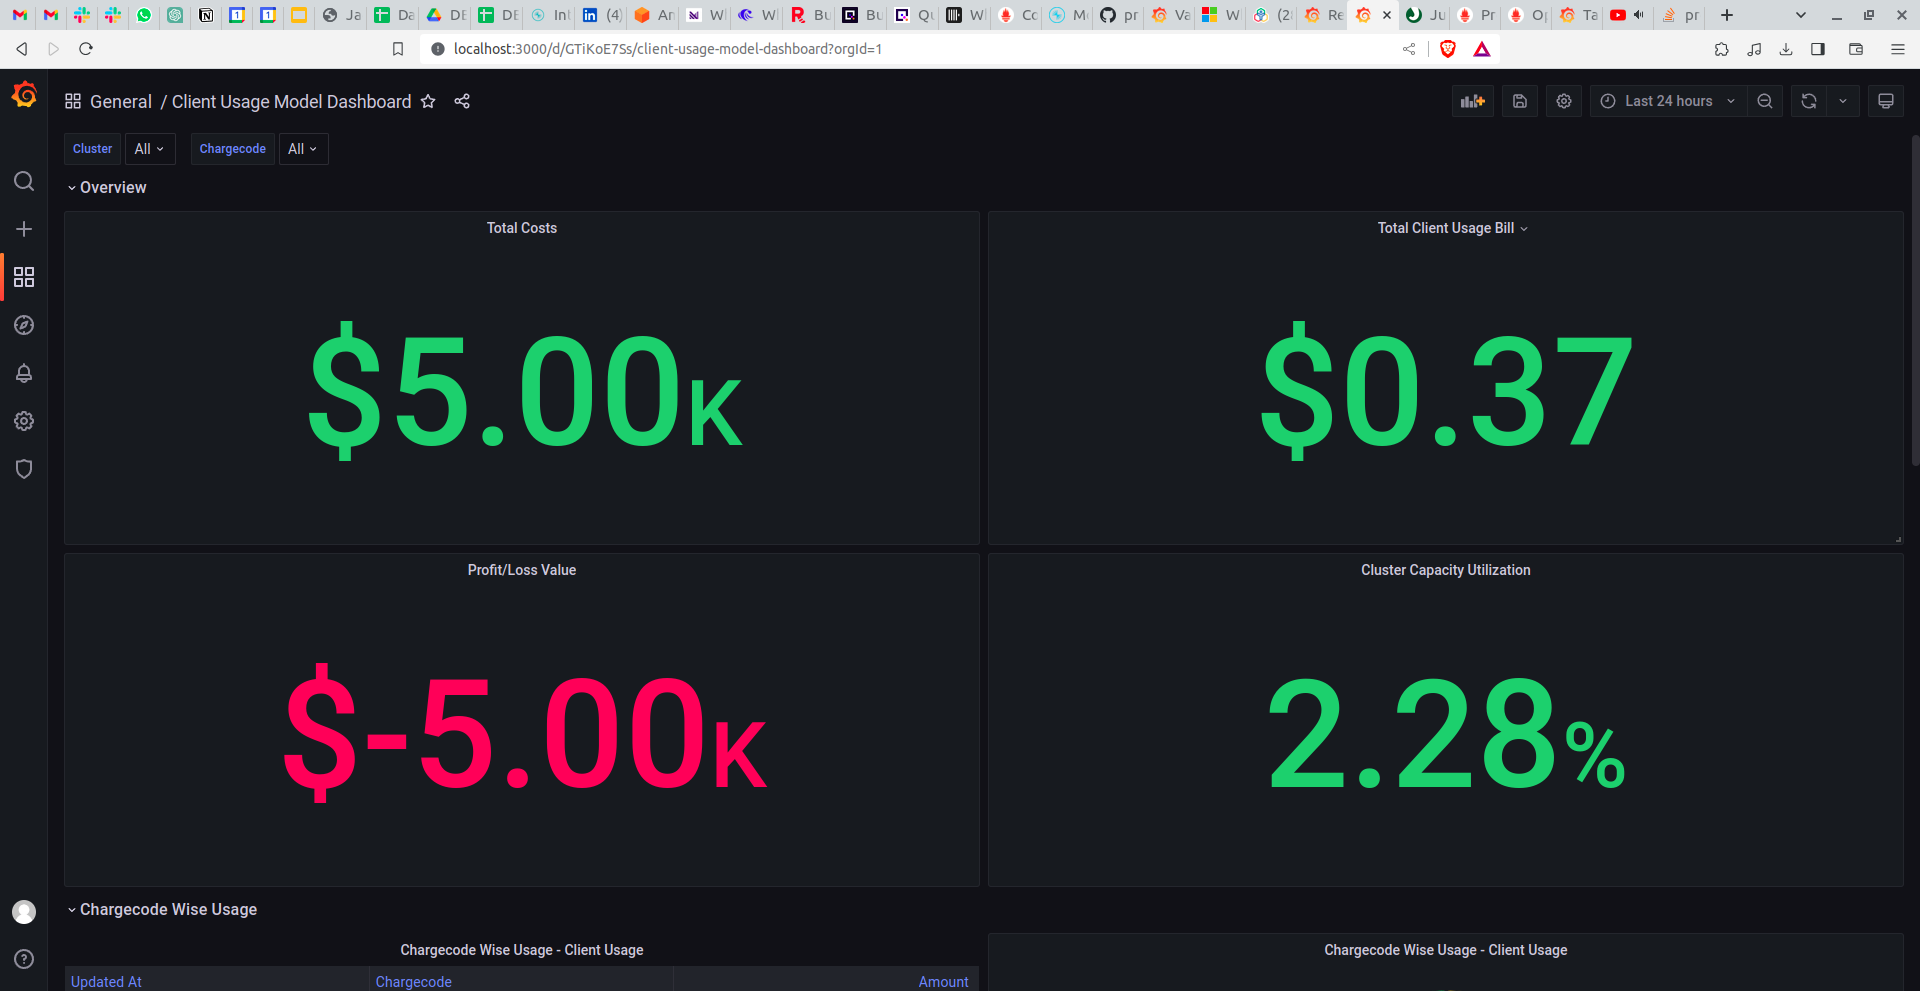 Ja
Da
DE
DE
In
(4)
An
W
W
Bu
Bu
Qu
W
Co
Mo
pr
Va
W
(2
Re
Ju
Pr
Op
Ta
pr
localhost:3000/d/GTiKoE7Ss/client-usage-model-dashboard?orgId=1
General / Client Usage Model Dashboard
Last 24 hours
Cluster All Chargecode All
Overview
Total Costs
$5.00K
Total Client Usage Bill
$0.37
Profit/Loss Value
$-5.00K
Cluster Capacity Utilization
2.28%
Chargecode Wise Usage
Chargecode Wise Usage - Client Usage
Updated At Chargecode Amount
Chargecode Wise Usage - Client Usage